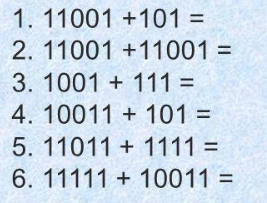 1. 11001 +101 =
2. 11001 +11001 =
3. 1001 + 111 =
4. 10011 + 101 =
5. 11011 + 1111 =
6. 11111 + 10011 =